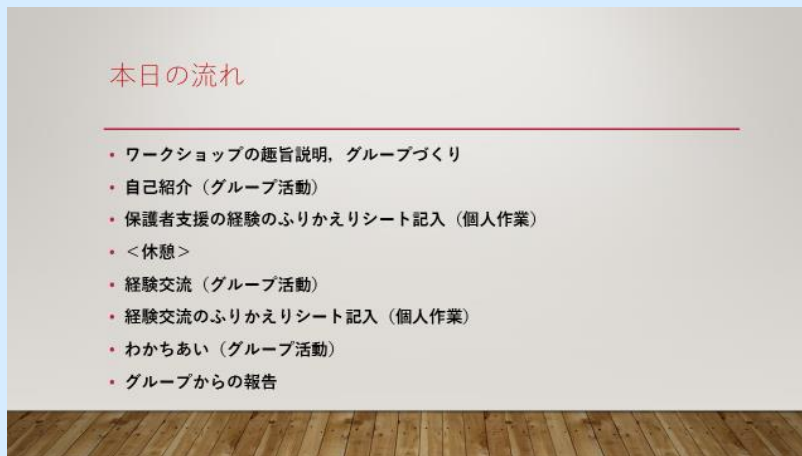 本日の流れ
・ワークショップの趣旨説明，グループづくり
・自己紹介（グループ活動）
・保護者支援の経験のふりかえりシート記入（個人作業）
・＜休憩＞
・経験交流（グループ活動）
・経験交流のふりかえりシート記入（個人作業）
・わかちあい（グループ活動）
・グループからの報告